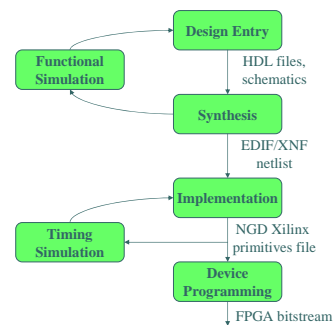 Design Entry
Functional
Simulation
HDL files,
schematics
Synthesis
EDIF/XNF
netlist
Implementation
NGD Xilinx
primitives file
Timing
Simulation
Device
Programming
FPGA bitstream